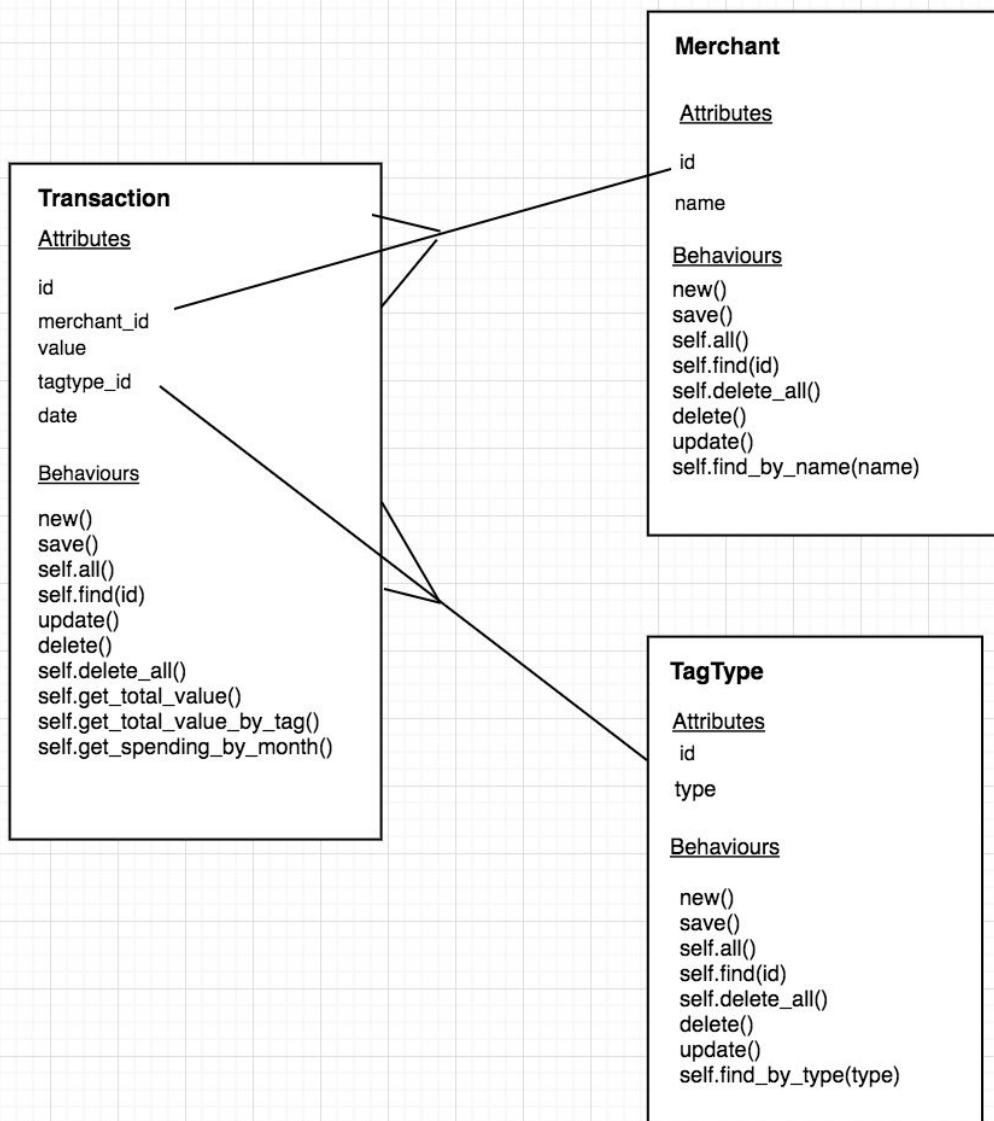 Transaction
Attributes
id
merchant_id
value
tagtype_id
date
Behaviours
new()
save()
self.all()
self.find(id)
update()
delete()
self.delete_all()
self.get_total_value()
self.get_total_value_by_tag()
self.get_spending_by_month()
Merchant
Attributes
id
name
Behaviours
new()
save()
self.all()
self.find(id)
self.delete_all()
delete()
update()
self.find_by_name(name)
TagType
Attributes
id
type
Behaviours
new()
save()
self.all()
self.find(id)
self.delete_all()
delete()
update()
self.find_by_type(type)